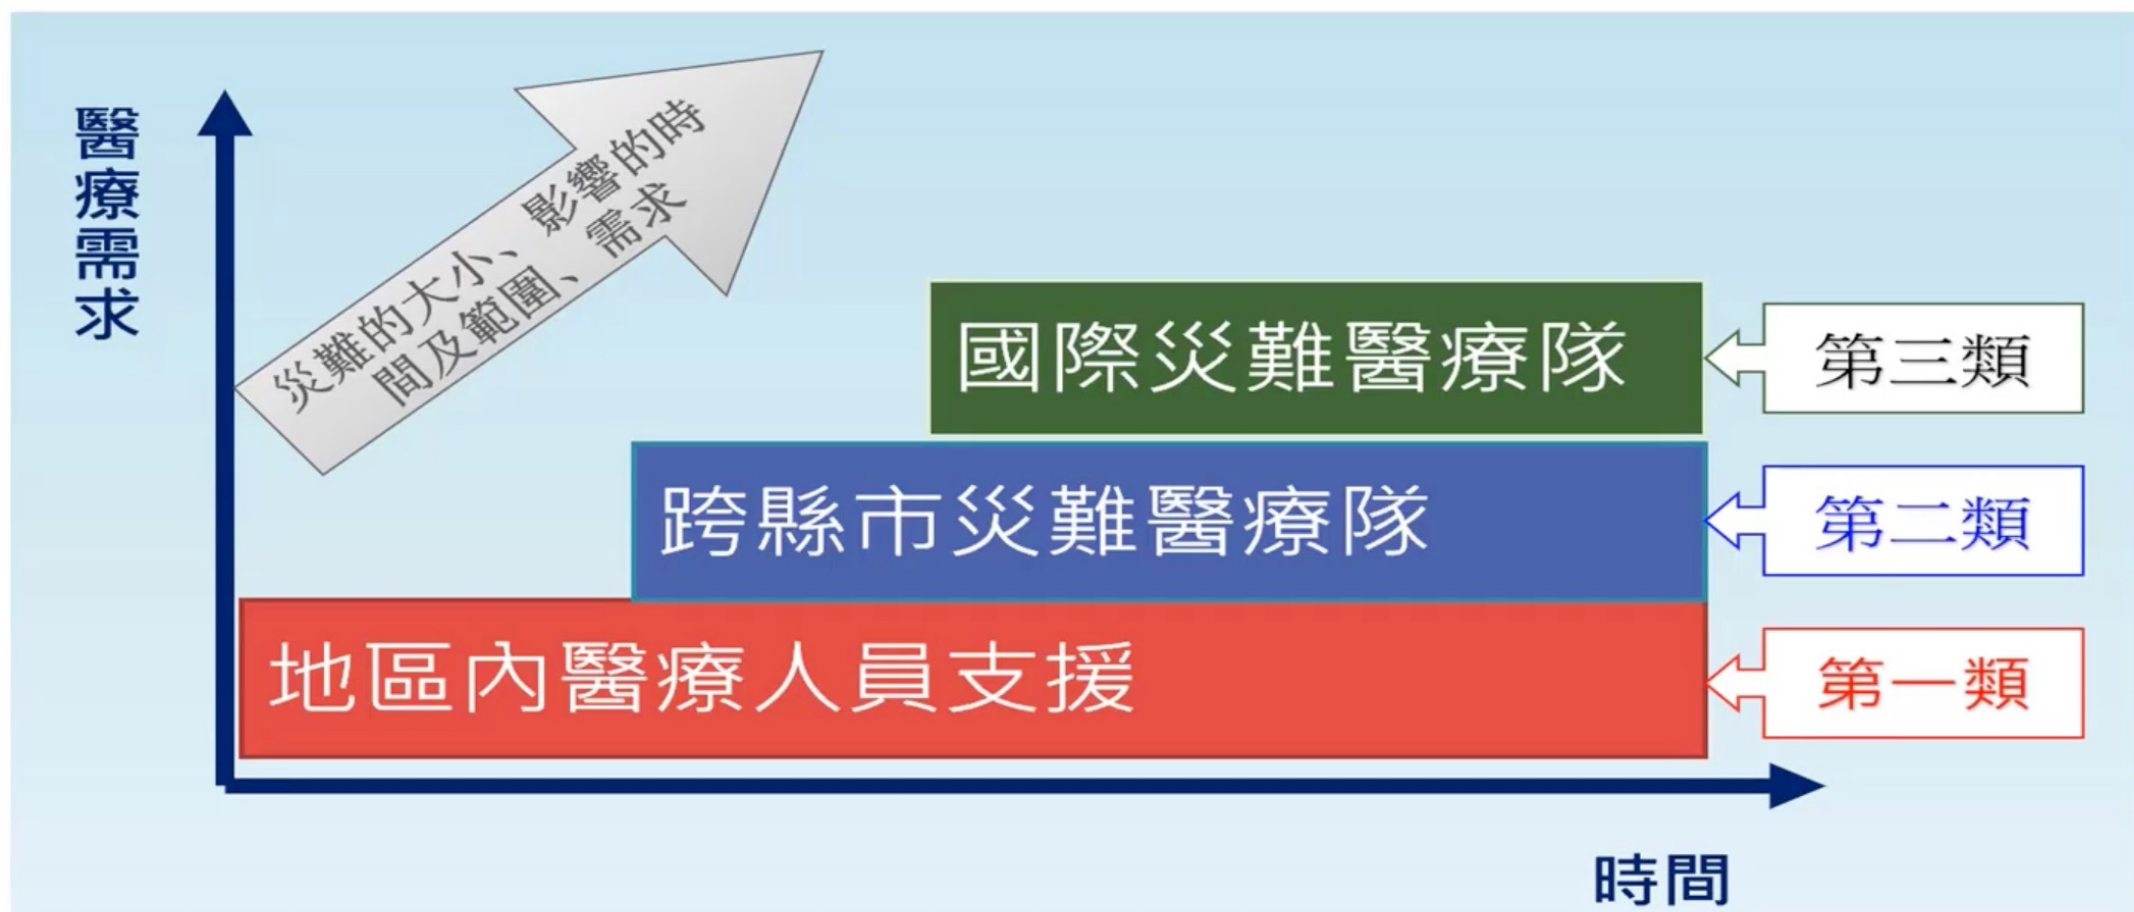 醫療需求
災難的大小、影響的時
間及範圍、需求
國際災難醫療隊
第三類
跨縣市災難醫療隊
第二類
地區內醫療人員支援
第一類
時間